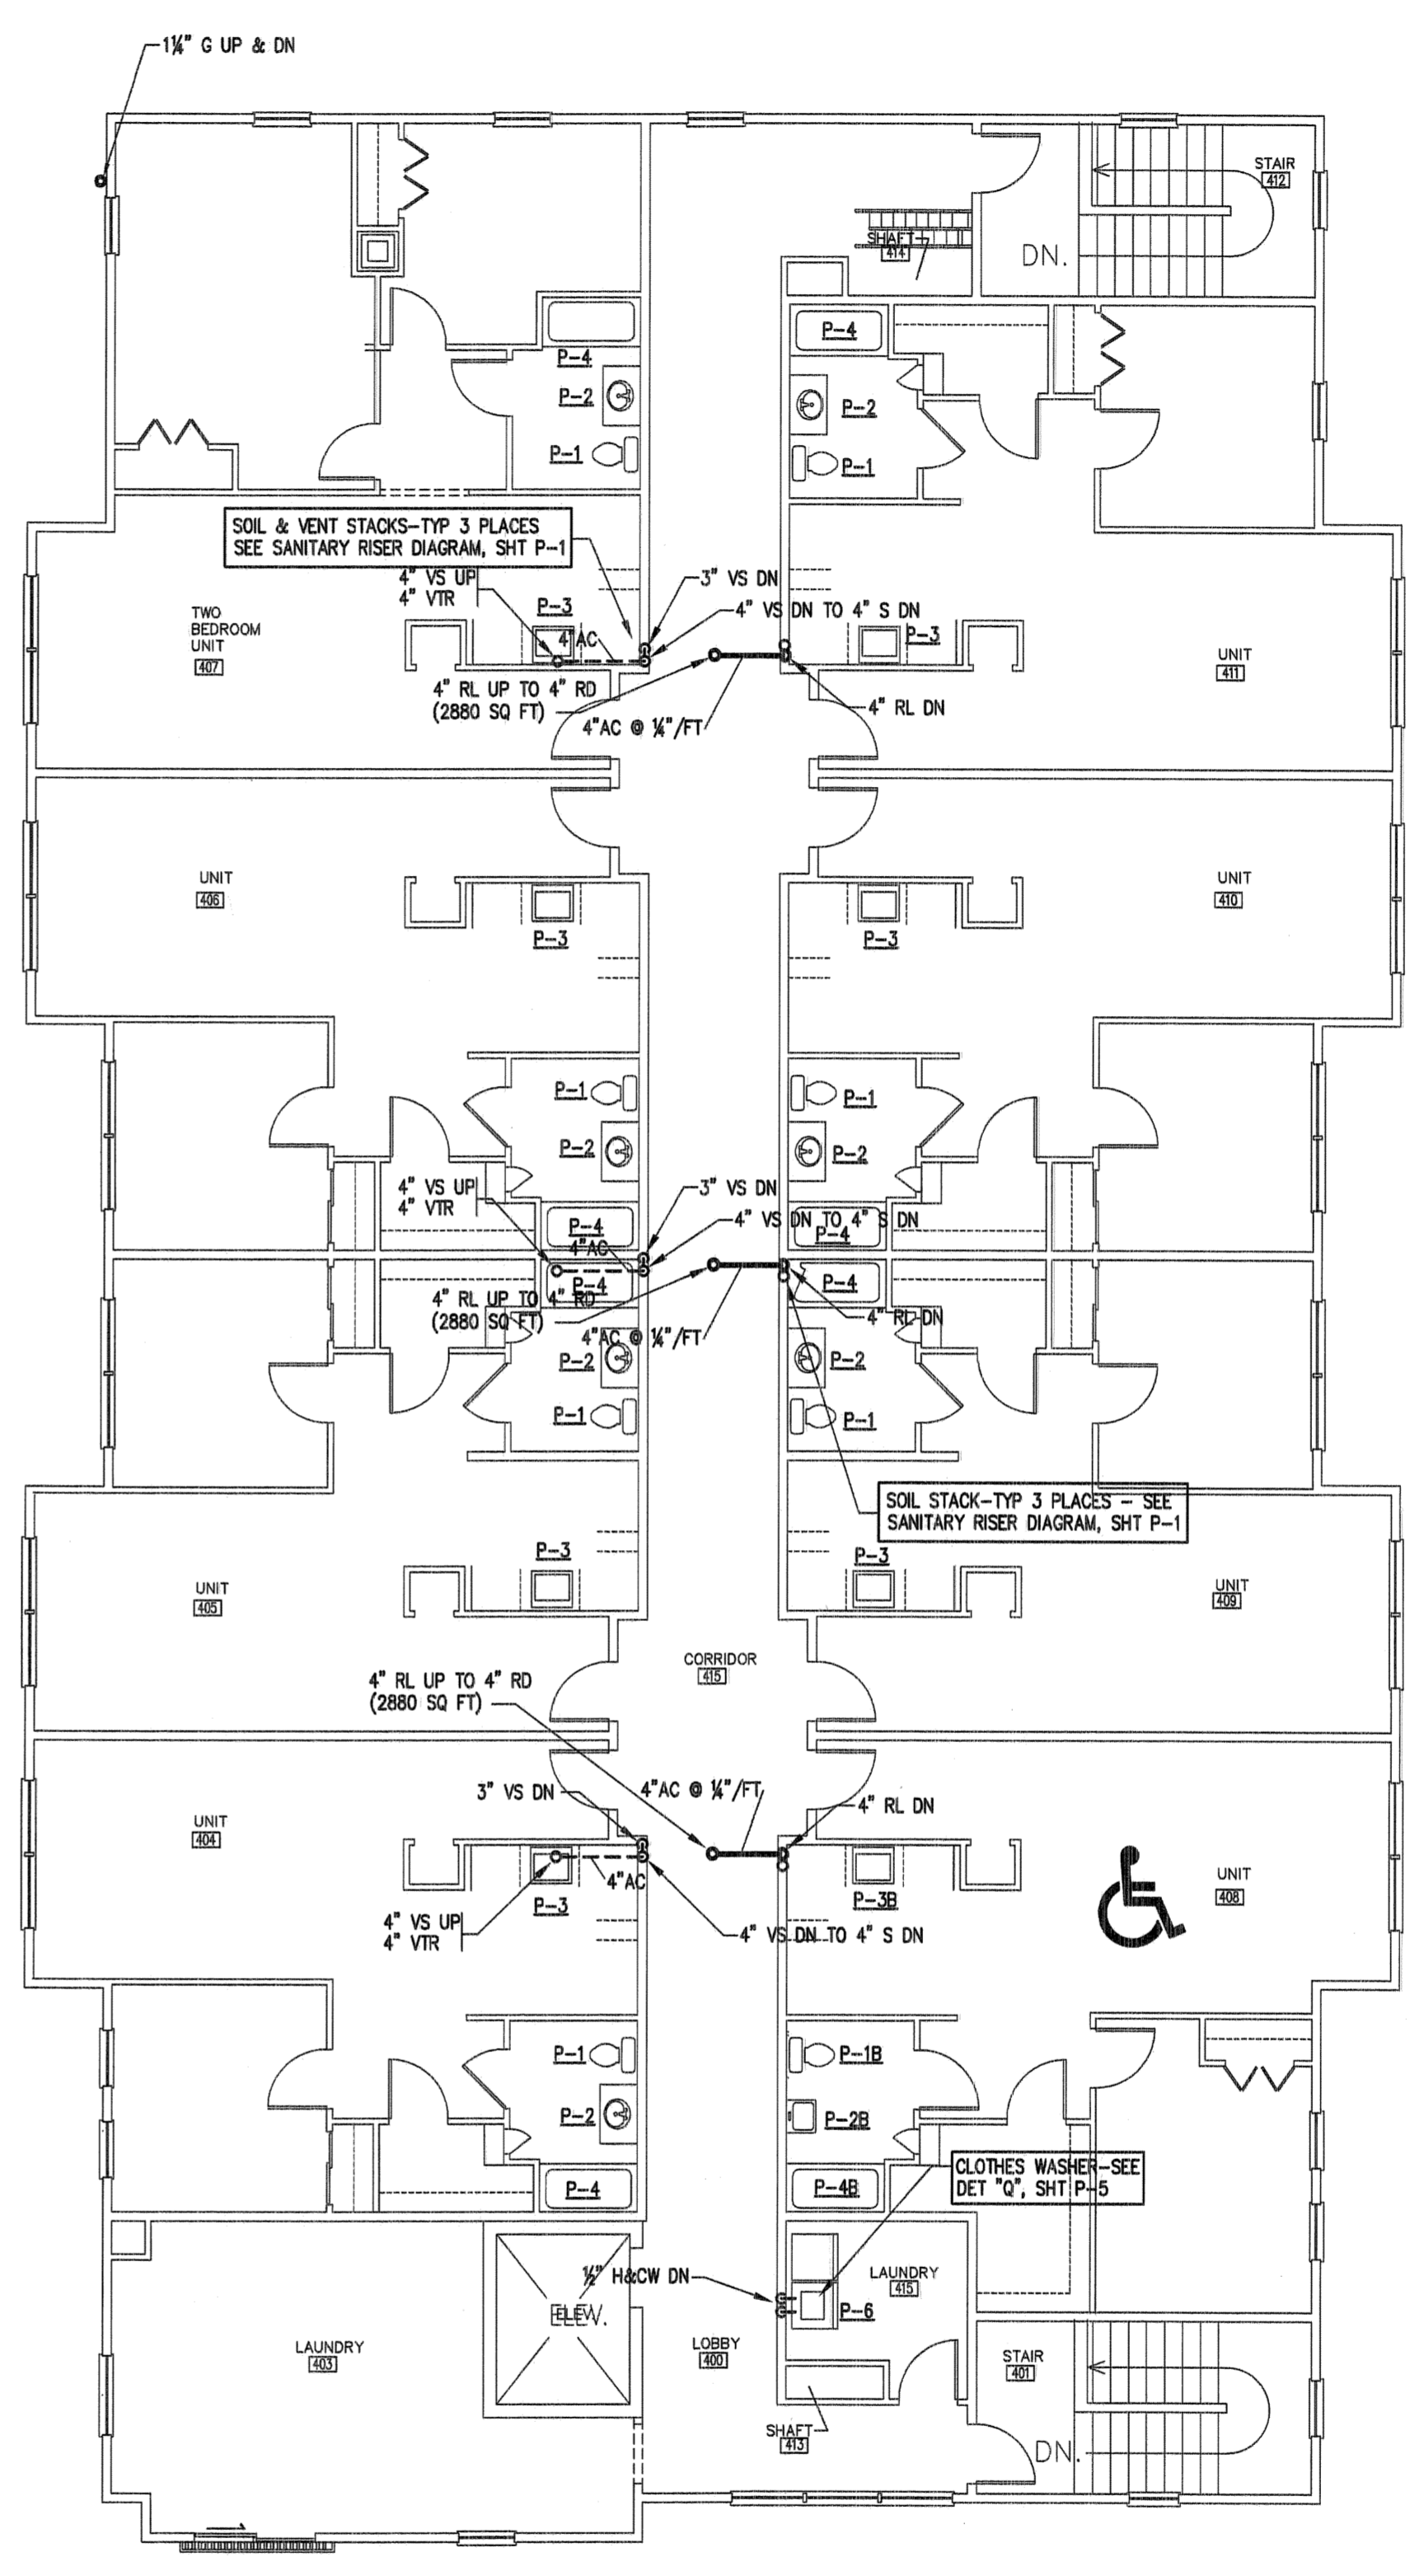 1¼" G UP & DN
STAIR
412
SHAFT
414
DN.
P-4
P-4
P-2
P-2
P-1
P-1
SOIL & VENT STACKS-TYP 3 PLACES
SEE SANITARY RISER DIAGRAM, SHT P-1
4" VS UP
4" VTR
3" VS DN
TWO
BEDROOM
UNIT
407
P-3
4"AC
4" VS DN TO 4" S DN
P-3
UNIT
411
4" RL UP TO 4" RD
(2880 SQ FT)
4"AC @ ¼"/FT
4" RL DN
UNIT
406
P-3
P-3
UNIT
410
P-1
P-1
P-2
P-2
4" VS UP
4" VTR
3" VS DN
P-4
4" VS DN TO 4" S DN
P-4
4"AC
P-4
P-4
4" RL UP TO 4" RD
(2880 SQ FT)
4" RL DN
4"AC @ ¼"/FT
P-2
P-2
P-1
P-1
SOIL STACK-TYP 3 PLACES - SEE
SANITARY RISER DIAGRAM, SHT P-1
P-3
P-3
UNIT
405
UNIT
409
CORRIDOR
415
4" RL UP TO 4" RD
(2880 SQ FT)
3" VS DN
4"AC @ ¼"/FT
4" RL DN
UNIT
404
4"AC
P-3
P-3B
UNIT
408
4" VS UP
4" VTR
4" VS DN TO 4" S DN
P-1
P-1B
P-2
P-2B
P-4
P-4B
CLOTHES WASHER-SEE
DET "Q", SHT P-5
½" H&CW DN
LAUNDRY
415
P-6
ELEV.
LAUNDRY
403
LOBBY
400
STAIR
401
SHAFT
413
DN.